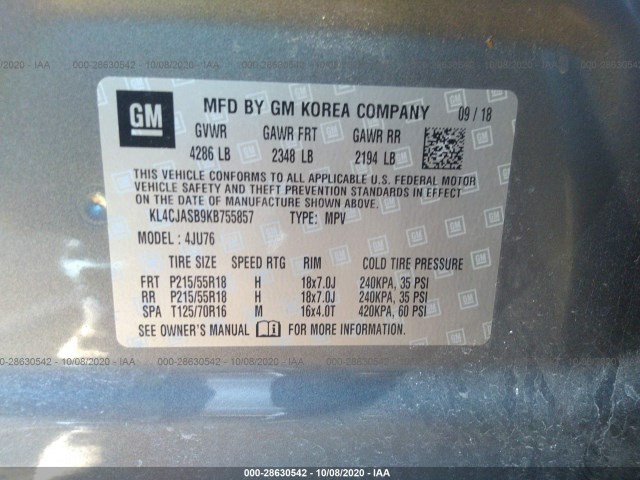 000-28630542 - 10/08/2020 - IAA
GM
MFD BY GM KOREA COMPANY 09 / 18
GVWR GAWR FRT GAWR RR
4286 LB 2348 LB 2194 LB
THIS VEHICLE CONFORMS TO ALL APPLICABLE U.S. FEDERAL MOTOR
VEHICLE SAFETY AND THEFT PREVENTION STANDARDS IN EFFECT
ON THE DATE OF MANUFACTURE SHOWN ABOVE.
KL4CJASB9KB755857 TYPE: MPV
MODEL : 4JU76
TIRE SIZE SPEED RTG RIM COLD TIRE PRESSURE
FRT P215/55R18 H 18x7.0J 240KPA, 35 PSI
RR P215/55R18 H 18x7.0J 240KPA, 35 PSI
SPA T125/70R16 M 16x4.0T 420KPA, 60 PSI
SEE OWNER'S MANUAL FOR MORE INFORMATION.
000-28630542 - 10/08/2020 - IAA
000-28630542 - 10/08/2020 - IAA